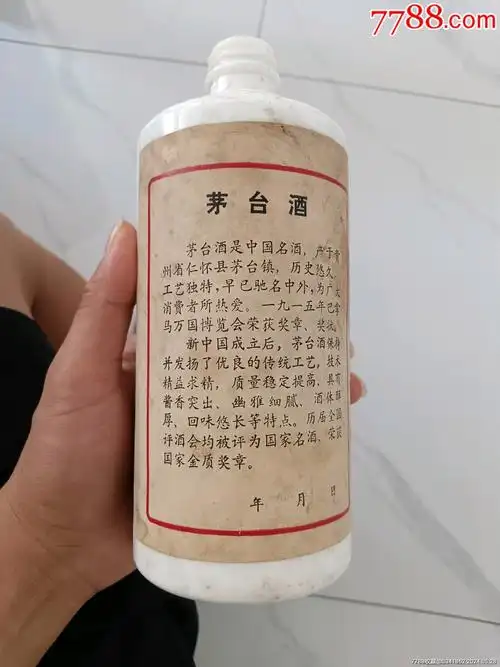 7788.com
茅台酒
茅台酒是中国名酒，产于贵
州省仁怀县茅台镇，历史悠久，
工艺独特，早已驰名中外，为广大
消费者所热爱。一九一五年巴拿
马万国博览会荣获奖章、奖状。
新中国成立后，茅台酒保持
并发扬了优良的传统工艺，技术
精益求精，质量稳定提高、具有
酱香突出、幽雅细腻、酒体醇
厚、回味悠长等特点。历届全国
评酒会均被评为国家名酒、荣获
国家金质奖章。
年 月 日